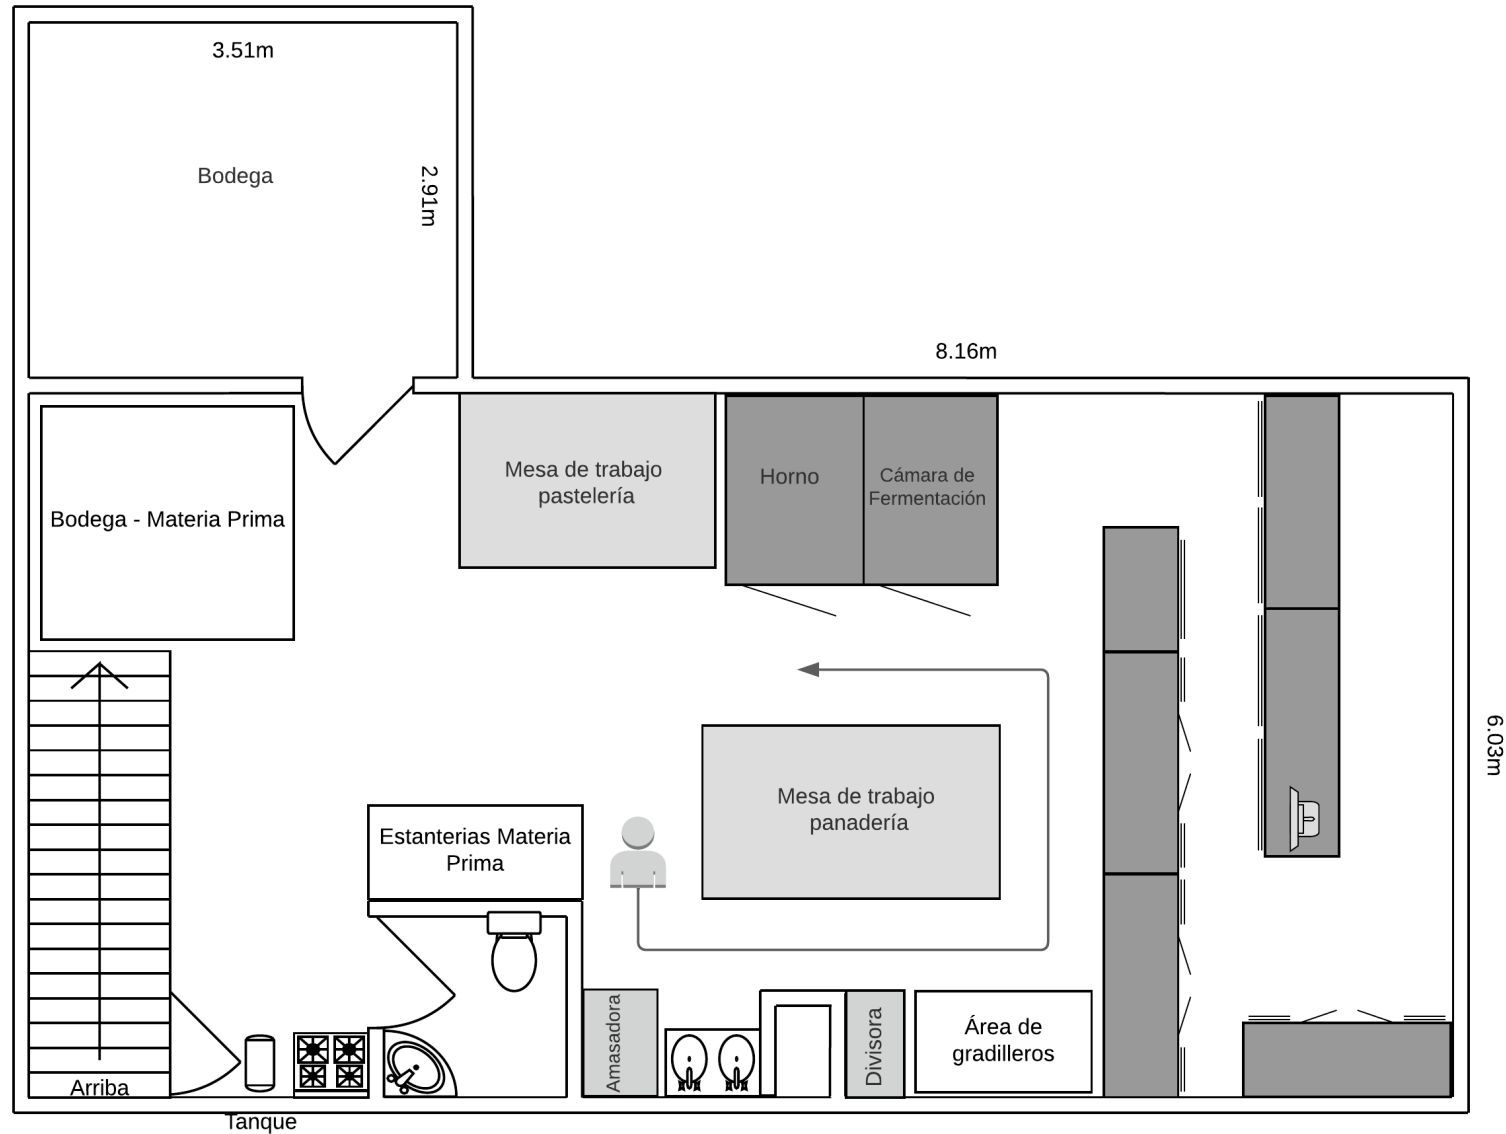 3.51m
Bodega
2.91m
8.16m
Mesa de trabajo
pastelería
Horno
Cámara de
Fermentación
Bodega - Materia Prima
6.03m
Mesa de trabajo
panadería
Estanterias Materia
Prima
Amasadora
Divisora
Área de
gradilleros
Arriba
Tanque